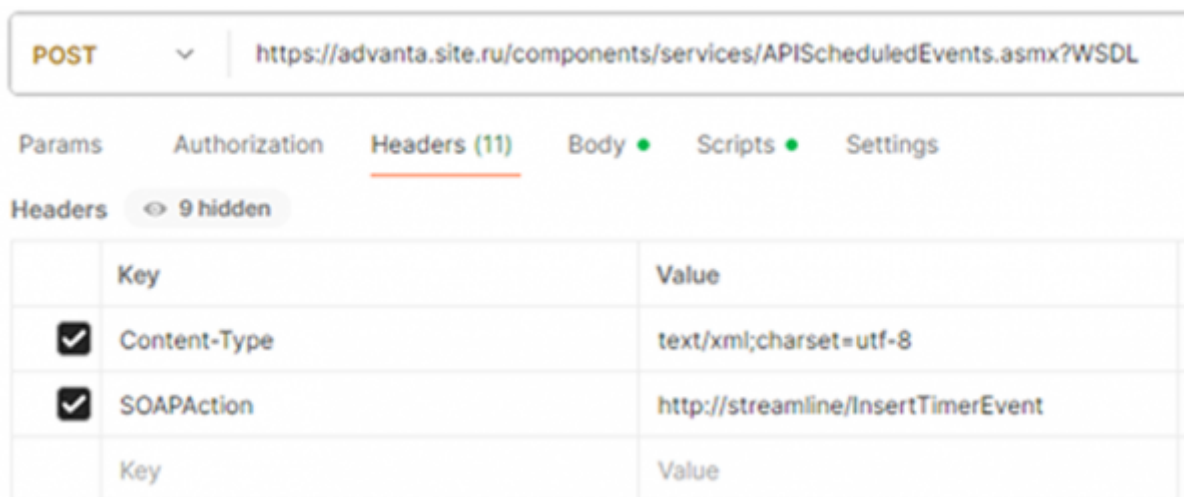 POST https://advanta.site.ru/components/services/APIScheduledEvents.asmx?WSDL
Params Authorization Headers (11) Body Scripts Settings
Headers 9 hidden
Key Value
Content-Type text/xml;charset=utf-8
SOAPAction http://streamline/InsertTimerEvent
Key Value